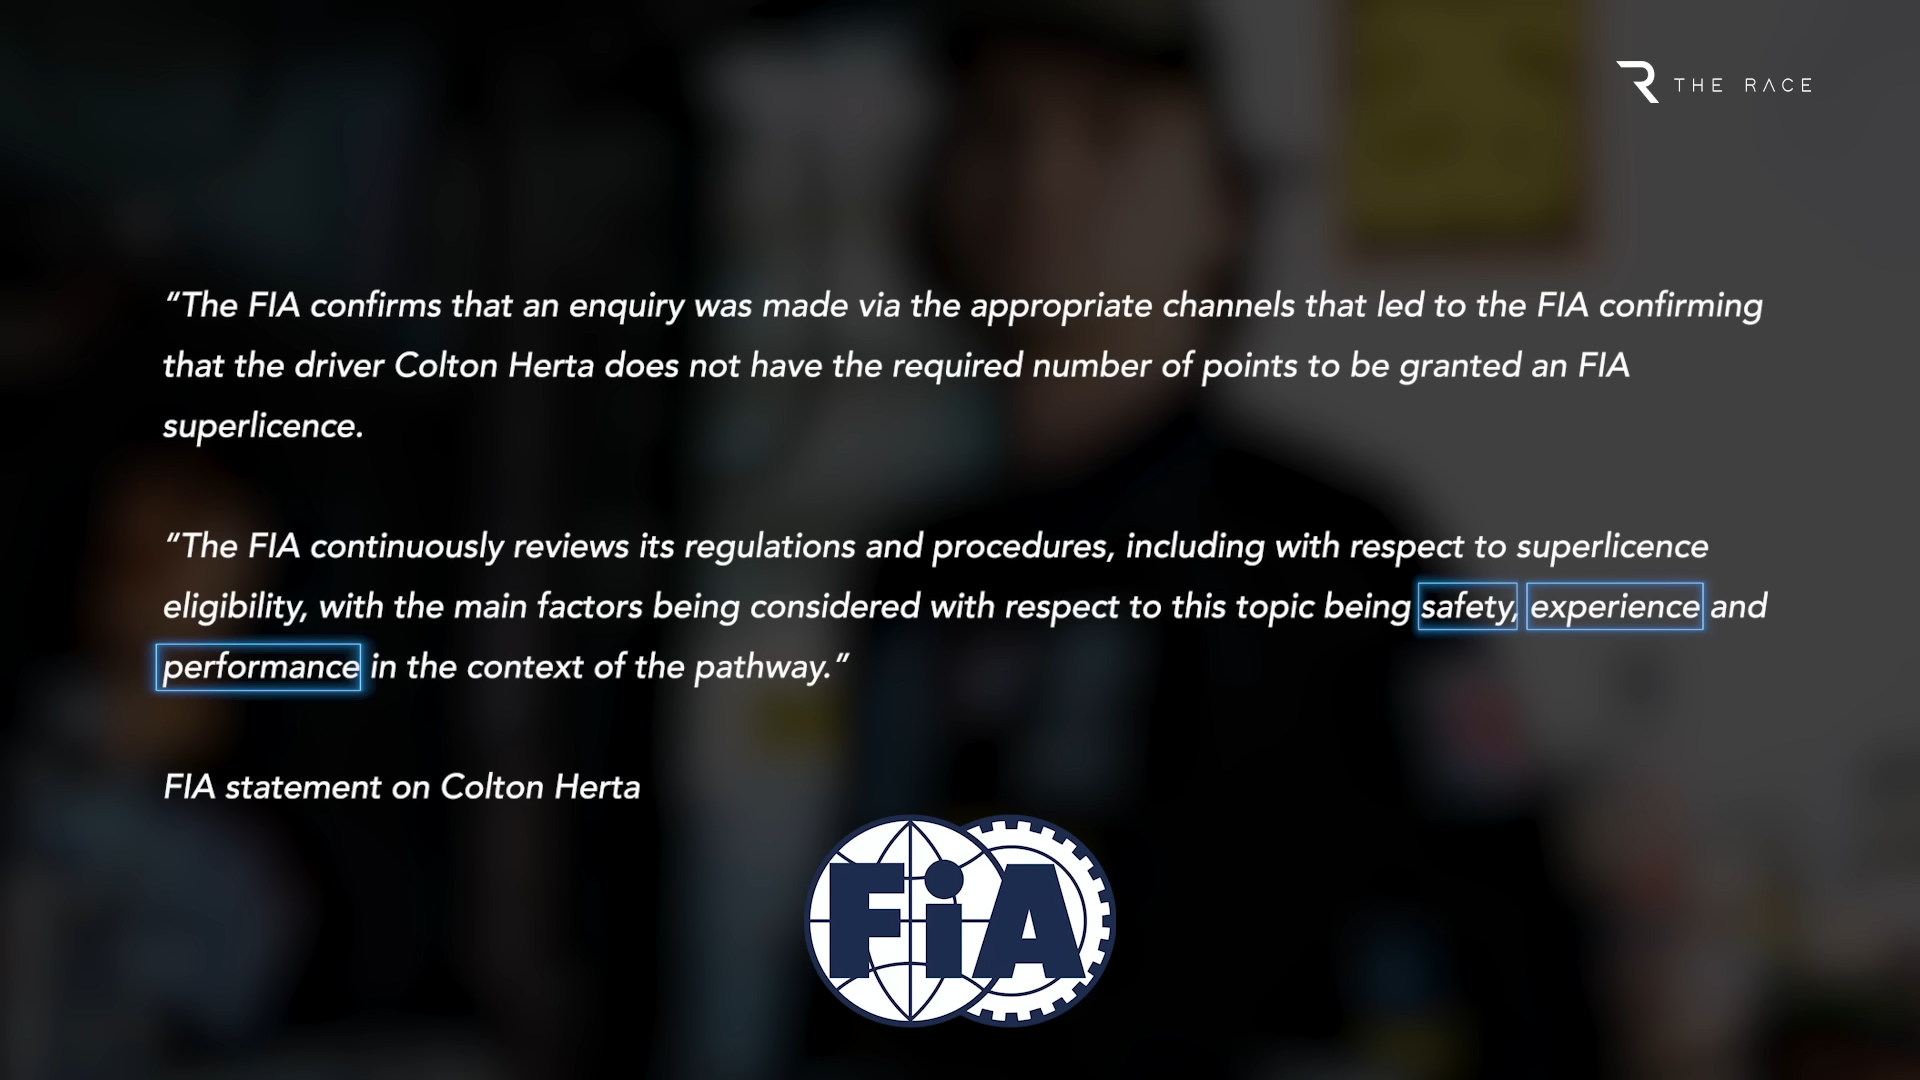 THE RACE
“The FIA confirms that an enquiry was made via the appropriate channels that led to the FIA confirming
that the driver Colton Herta does not have the required number of points to be granted an FIA
superlicence.
“The FIA continuously reviews its regulations and procedures, including with respect to superlicence
eligibility, with the main factors being considered with respect to this topic being safety, experience and
performance in the context of the pathway.”
FIA statement on Colton Herta
FiA